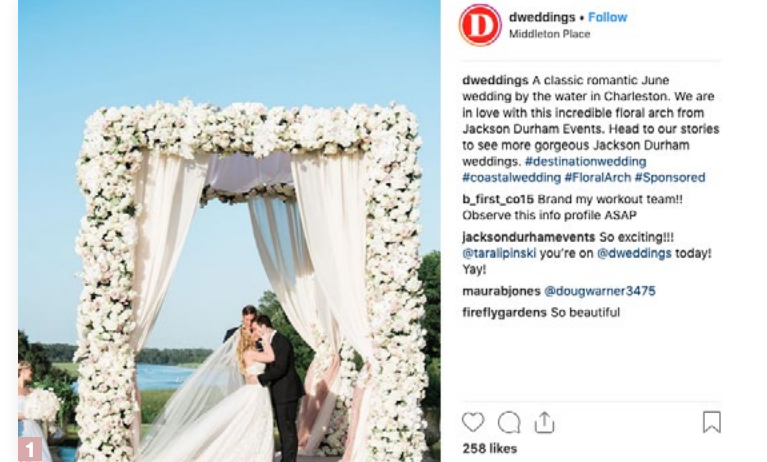 D
dweddings • Follow
Middleton Place
dweddings A classic romantic June
wedding by the water in Charleston. We are
in love with this incredible floral arch from
Jackson Durham Events. Head to our stories
to see more gorgeous Jackson Durham
weddings. #destinationwedding
#coastalwedding #FloralArch #Sponsored
b_first_co15 Brand my workout team!!
Observe this info profile ASAP
jacksondurhamevents So exciting!!!
@taralipinski you're on @dweddings today!
Yay!
maurabjones @dougwarner3475
fireflygardens So beautiful
258 likes
1